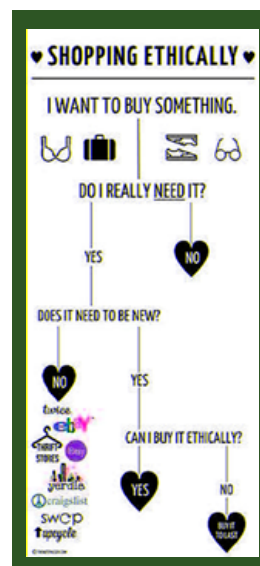 SHOPPING ETHICALLY
I WANT TO BUY SOMETHING.
DO I REALLY NEED IT?
YES
NO
DOES IT NEED TO BE NEW?
NO
YES
twice
ebY
THRIFT
STORES
Etsy
yerdle
craigslist
CAN I BUY IT ETHICALLY?
YES
NO
swap
upcycle
BUY IT
TO LAST